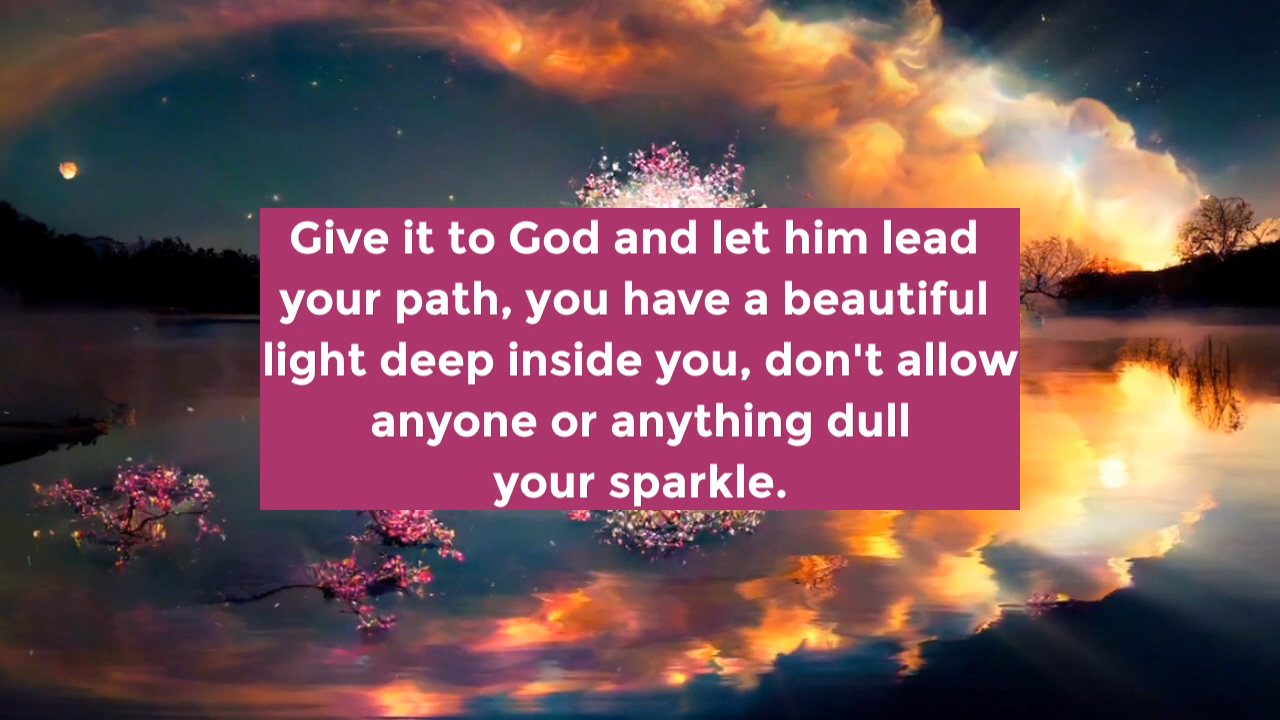 Give it to God and let him lead
your path, you have a beautiful
light deep inside you, don't allow
anyone or anything dull
your sparkle.